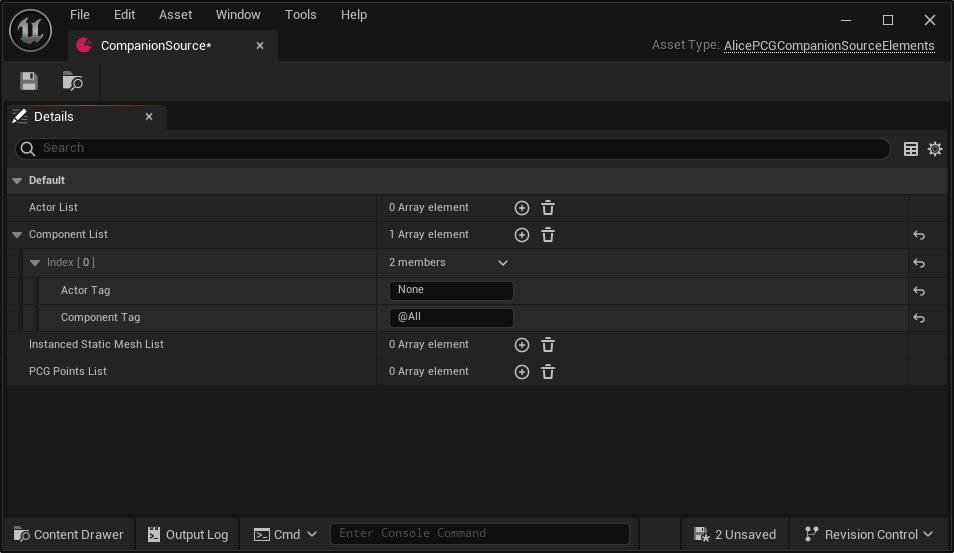 File Edit Asset Window Tools Help
CompanionSource*
Asset Type: AlicePCGCompanionSourceElements
Details
Search
Default
Actor List 0 Array element
Component List 1 Array element
Index [ 0 ] 2 members
Actor Tag None
Component Tag @All
Instanced Static Mesh List 0 Array element
PCG Points List 0 Array element
Content Drawer Output Log Cmd Enter Console Command 2 Unsaved Revision Control